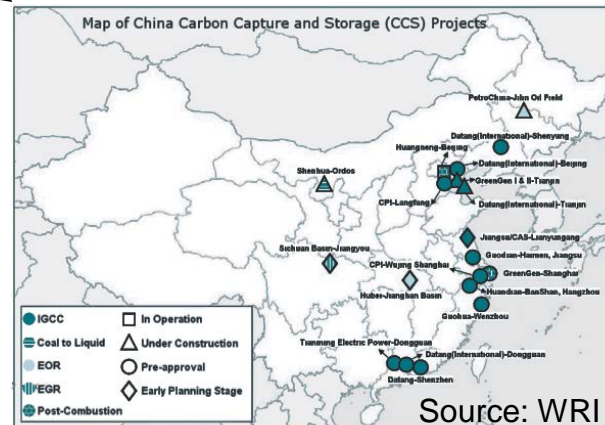 Map of China Carbon Capture and Storage (CCS) Projects
PetroChina-Jilin Oil Field
Datang(International)-Shenyang
Huangneng-Beijing
Datang(International)-Beijing
Shenhua-Ordos
GreenGen I & II-Tianjin
CPI-Langfang
Datang(International)-Tianjin
Jiangsu/CAS-Lianyungang
Sichuan Basin-Jiangyou
Guodian-Haimen, Jiangsu
CPI-Wujing Shanghai
GreenGen-Shanghai
Hubei-Jianghan Basin
Huandian-BanShan, Hangzhou
Guohua-Wenzhou
Tianming Electric Power-Dongguan
Datang(International)-Dongguan
Datang-Shenzhen
IGCC
In Operation
Coal to Liquid
Under Construction
EOR
Pre-approval
EGR
Early Planning Stage
Post-Combustion
Source: WRI